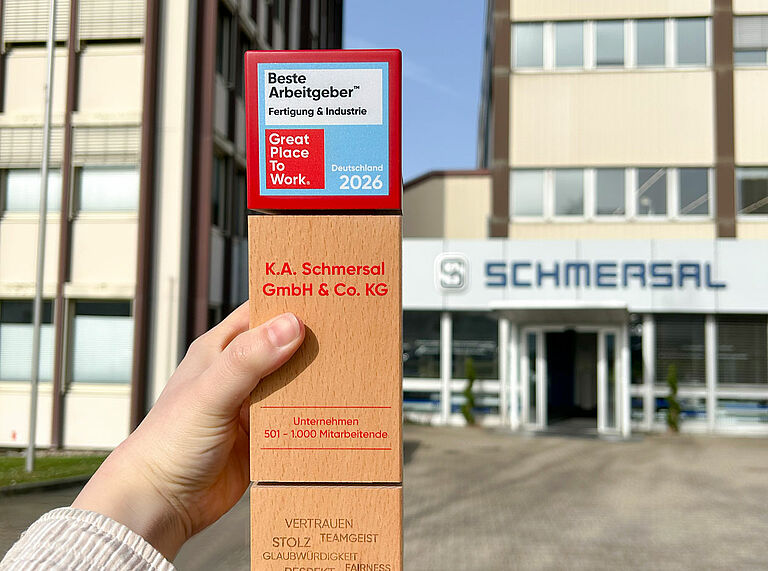 Beste
Arbeitgeber™
Fertigung & Industrie
Great
Place
To
Work®
Deutschland
2026
K.A. Schmersal
GmbH & Co. KG
S SCHMERSAL
Unternehmen
501 - 1.000 Mitarbeitende
VERTRAUEN
STOLZ TEAMGEIST
GLAUBWÜRDIGKEIT
RESPEKT FAIRNESS